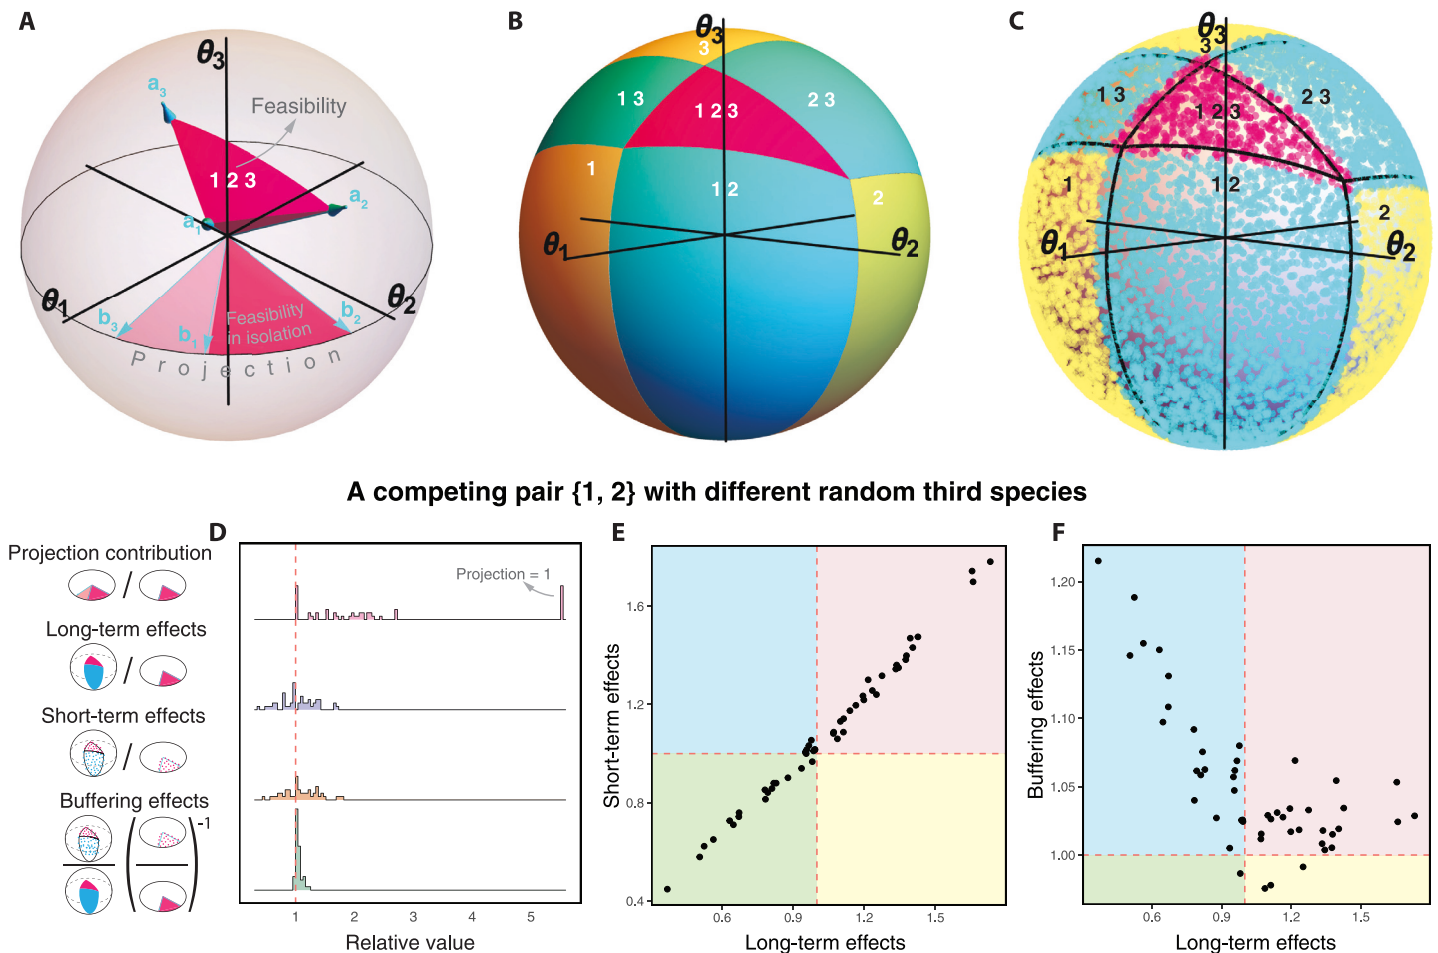 A
θ3
a3
Feasibility
1 2 3
a2
a1
θ1
θ2
b3
b1
b2
Feasibility
in isolation
Projection
B
θ3
3
1 3
1 2 3
2 3
1
1 2
2
θ1
θ2
C
θ3
3
1 3
1 2 3
2 3
1
1 2
2
θ1
θ2
A competing pair {1, 2} with different random third species
Projection contribution
/
Long-term effects
/
Short-term effects
/
Buffering effects
-1
D
Projection = 1
1 2 3 4 5
Relative value
E
Short-term effects
1.6
1.2
0.8
0.4
0.6 0.9 1.2 1.5
Long-term effects
F
Buffering effects
1.20
1.15
1.10
1.05
1.00
0.6 0.9 1.2 1.5
Long-term effects